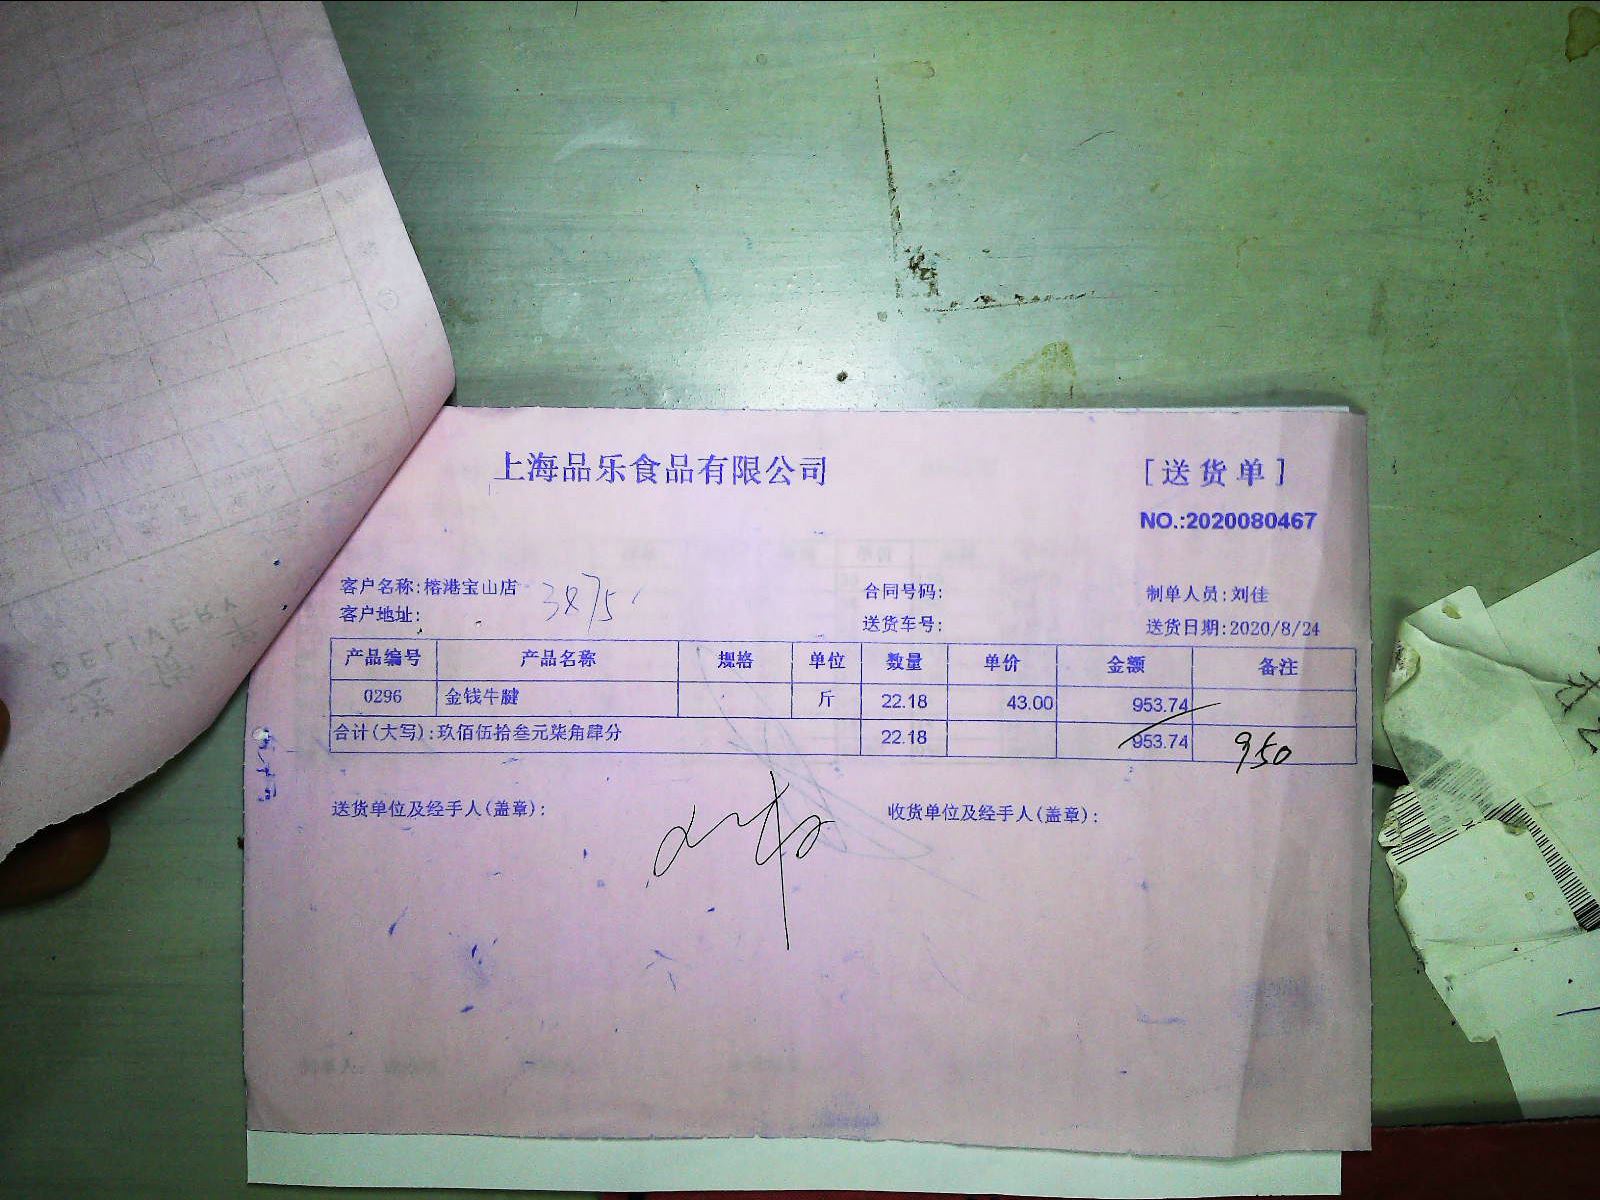 上海品乐食品有限公司
[送货单]
NO.:2020080467
客户名称:榕港宝山店
合同号码:
制单人员:刘佳
客户地址:
送货车号:
送货日期:2020/8/24
产品编号 产品名称 规格 单位 数量 单价 金额 备注
0296 金钱牛腱 斤 22.18 43.00 953.74
合计(大写):玖佰伍拾叁元柒角肆分 22.18 953.74 950
送货单位及经手人(盖章):
收货单位及经手人(盖章):
DELIVERY